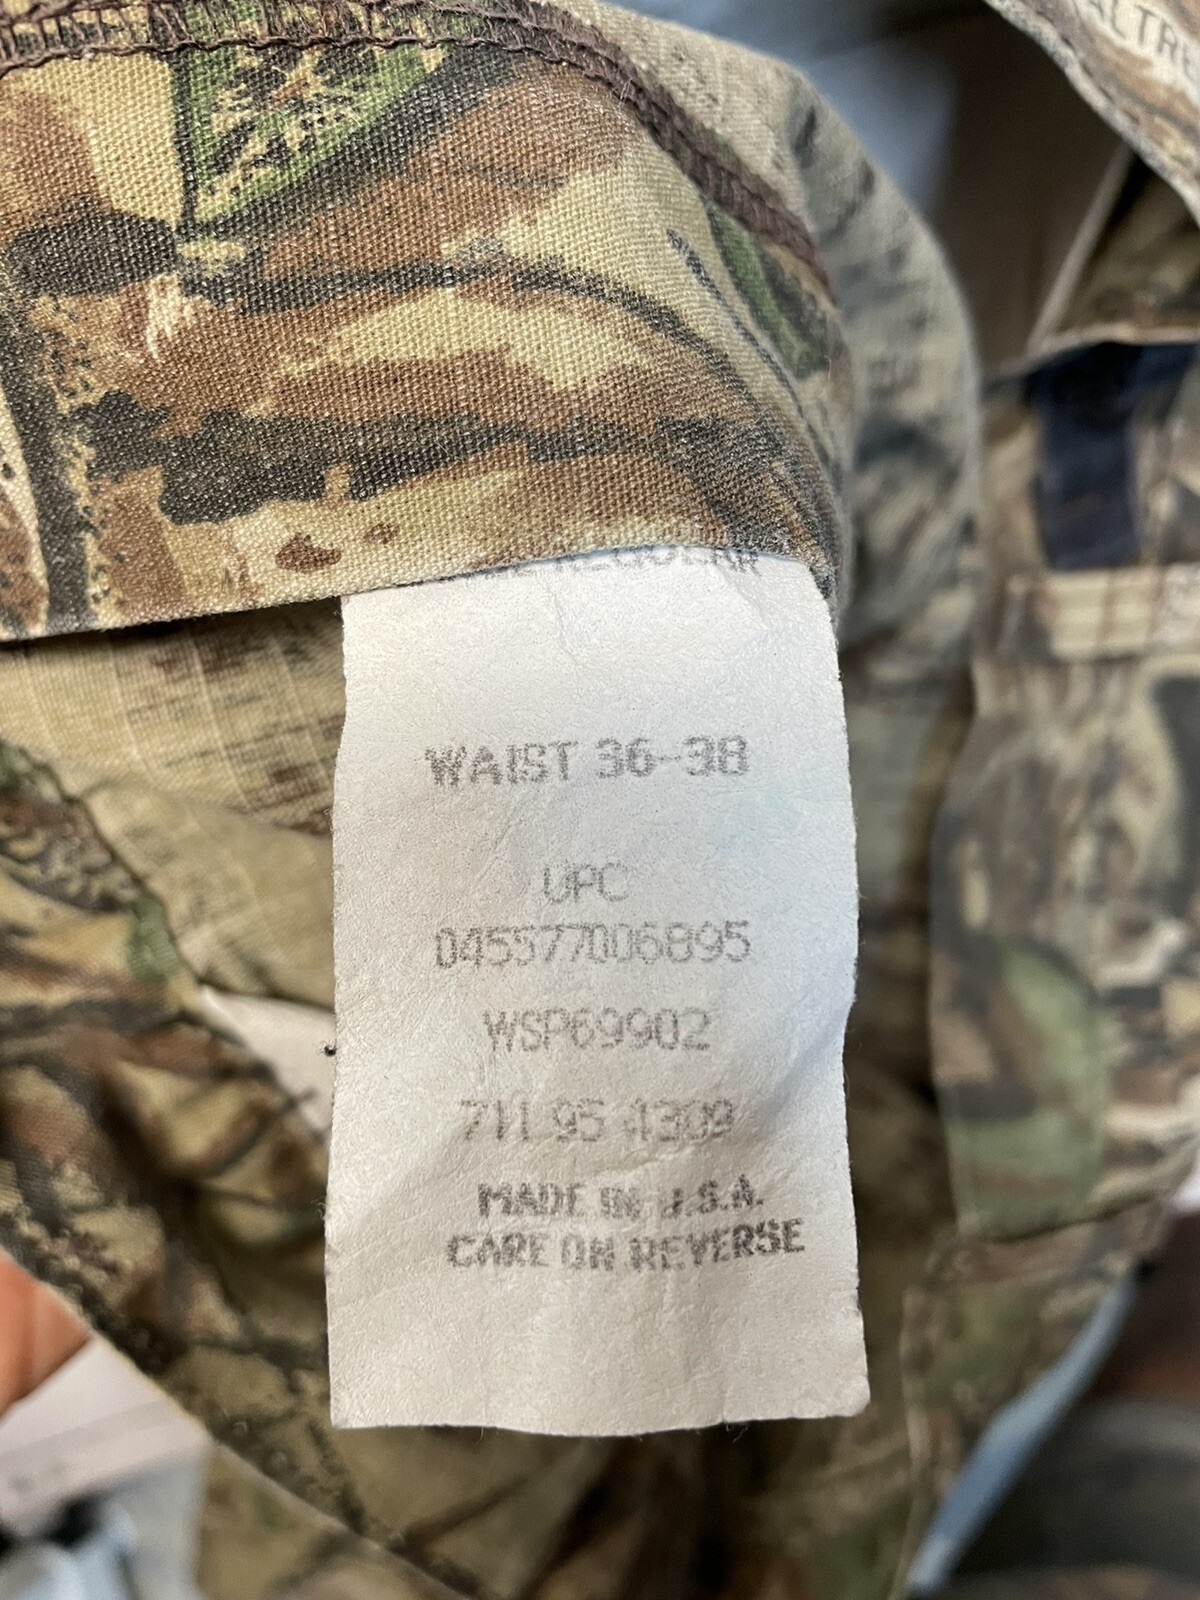 WAIST 36-38
UPC
045577006895
WSP69902
711 95 4309
MADE IN U.S.A.
CARE ON REVERSE